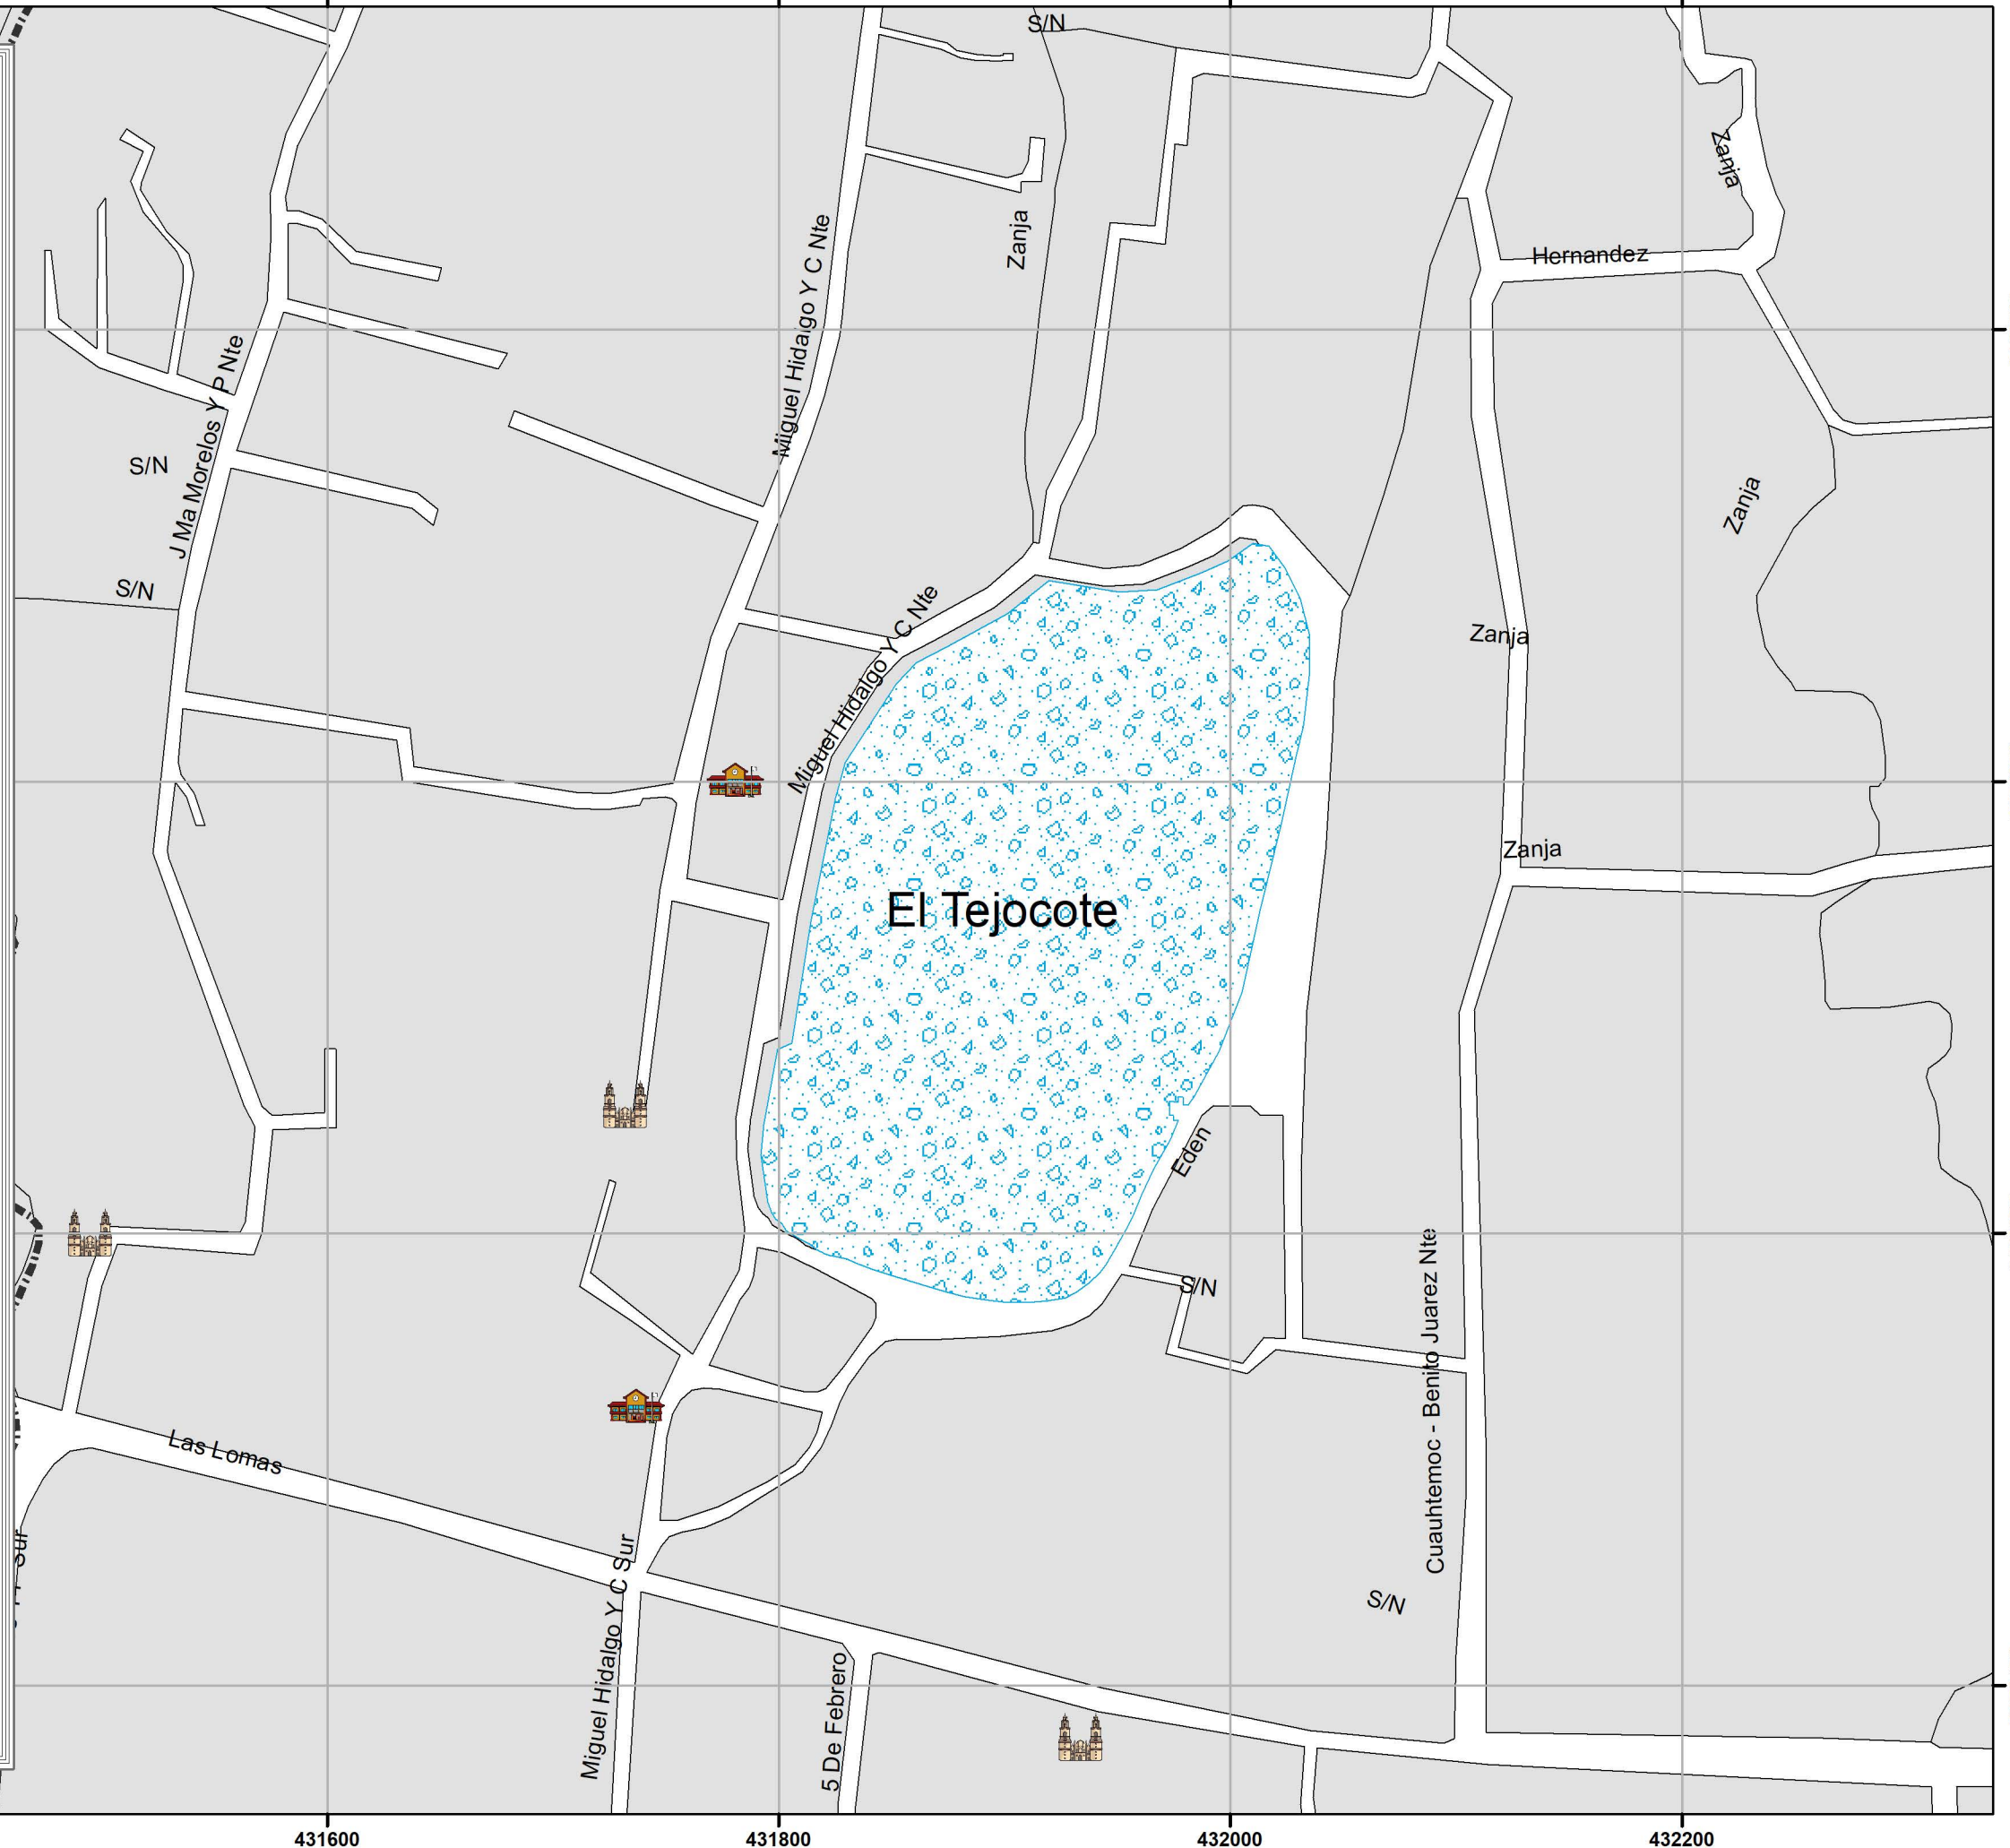 S/N
Zanja
Miguel Hidalgo Y C Nte
Zanja
Hernandez
J Ma Morelos Y P Nte
S/N
Zanja
S/N
Miguel Hidalgo Y C Nte
Zanja
Zanja
El Tejocote
Eden
S/N
Cuauhtemoc - Benito Juarez Nte
Las Lomas
Sur
Miguel Hidalgo Y C Sur
S/N
5 De Febrero
431600
431800
432000
432200